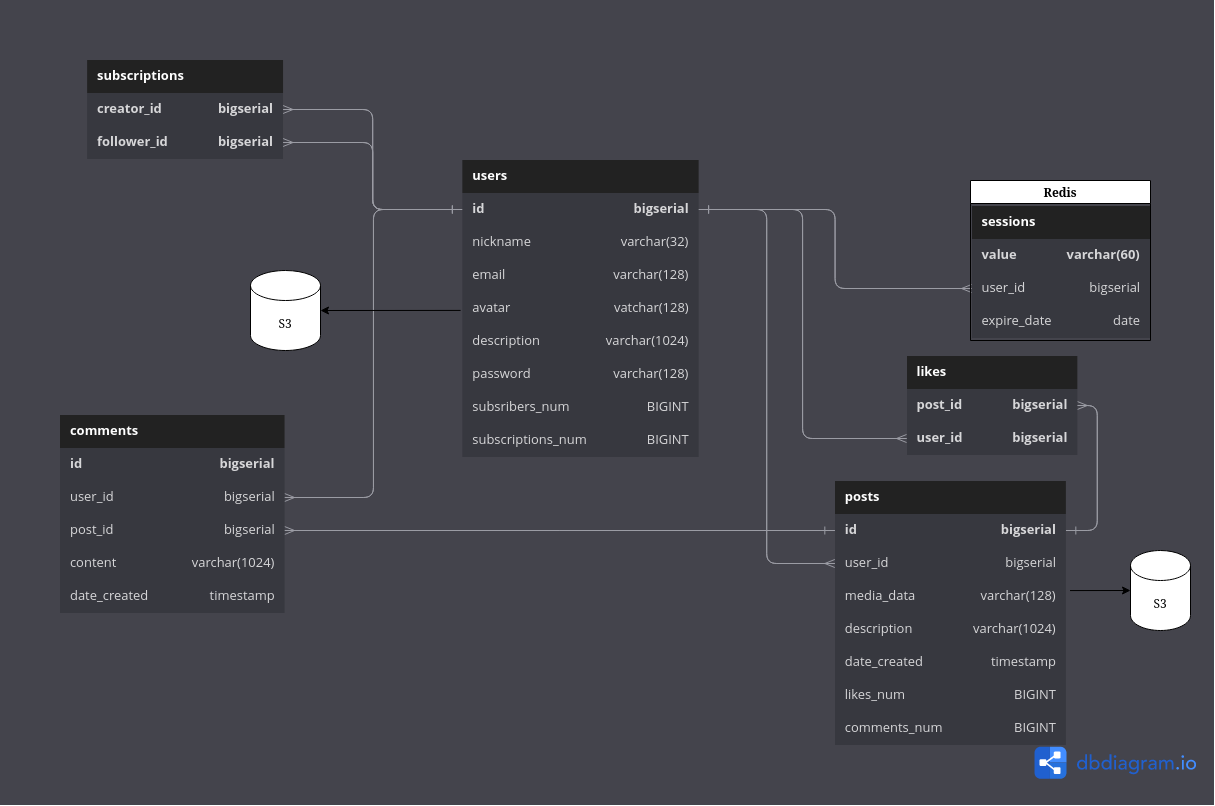 subscriptions
creator_id bigserial
follower_id bigserial
users
id bigserial
nickname varchar(32)
email varchar(128)
avatar vatchar(128)
description varchar(1024)
password varchar(128)
subsribers_num BIGINT
subscriptions_num BIGINT
Redis
sessions
value varchar(60)
user_id bigserial
expire_date date
S3
likes
post_id bigserial
user_id bigserial
comments
id bigserial
user_id bigserial
post_id bigserial
content varchar(1024)
date_created timestamp
posts
id bigserial
user_id bigserial
media_data varchar(128)
description varchar(1024)
date_created timestamp
likes_num BIGINT
comments_num BIGINT
S3
dbdiagram.io